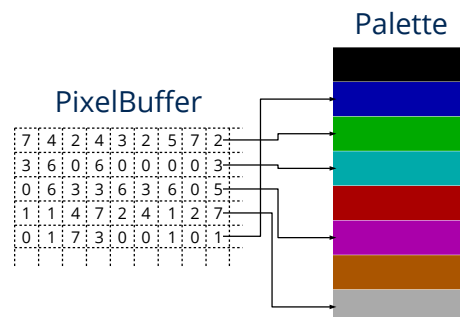 Palette
PixelBuffer
7 4 2 4 3 2 5 7 2
3 6 0 6 0 0 0 0 3
0 6 3 3 6 3 6 0 5
1 1 4 7 2 4 1 2 7
0 1 7 3 0 0 1 0 1